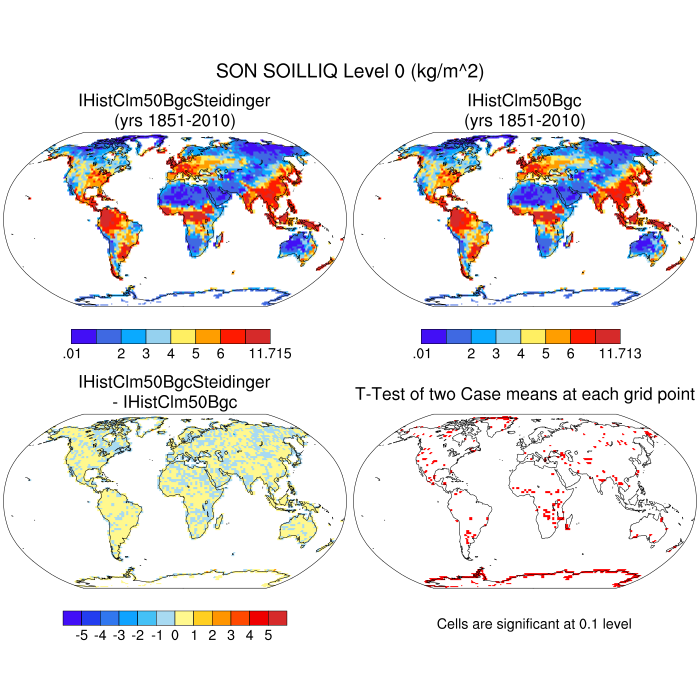 SON SOILLIQ Level 0 (kg/m^2)
IHistClm50BgcSteidinger
(yrs 1851-2010)
IHistClm50Bgc
(yrs 1851-2010)
.01 2 3 4 5 6 11.715
.01 2 3 4 5 6 11.713
IHistClm50BgcSteidinger
- IHistClm50Bgc
T-Test of two Case means at each grid point
-5 -4 -3 -2 -1 0 1 2 3 4 5
Cells are significant at 0.1 level